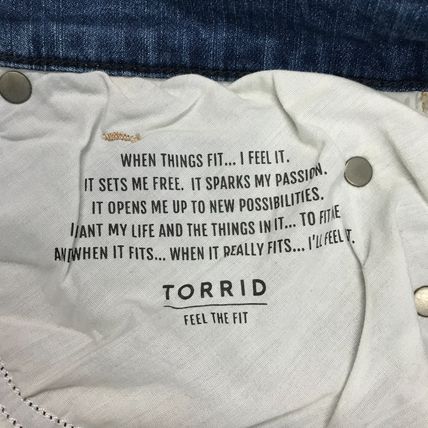 WHEN THINGS FIT... I FEEL IT.
IT SETS ME FREE. IT SPARKS MY PASSION.
IT OPENS ME UP TO NEW POSSIBILITIES.
I WANT MY LIFE AND THE THINGS IN IT... TO FIT ME
AND WHEN IT FITS... WHEN IT REALLY FITS... I'LL FEEL IT.
TORRID
FEEL THE FIT